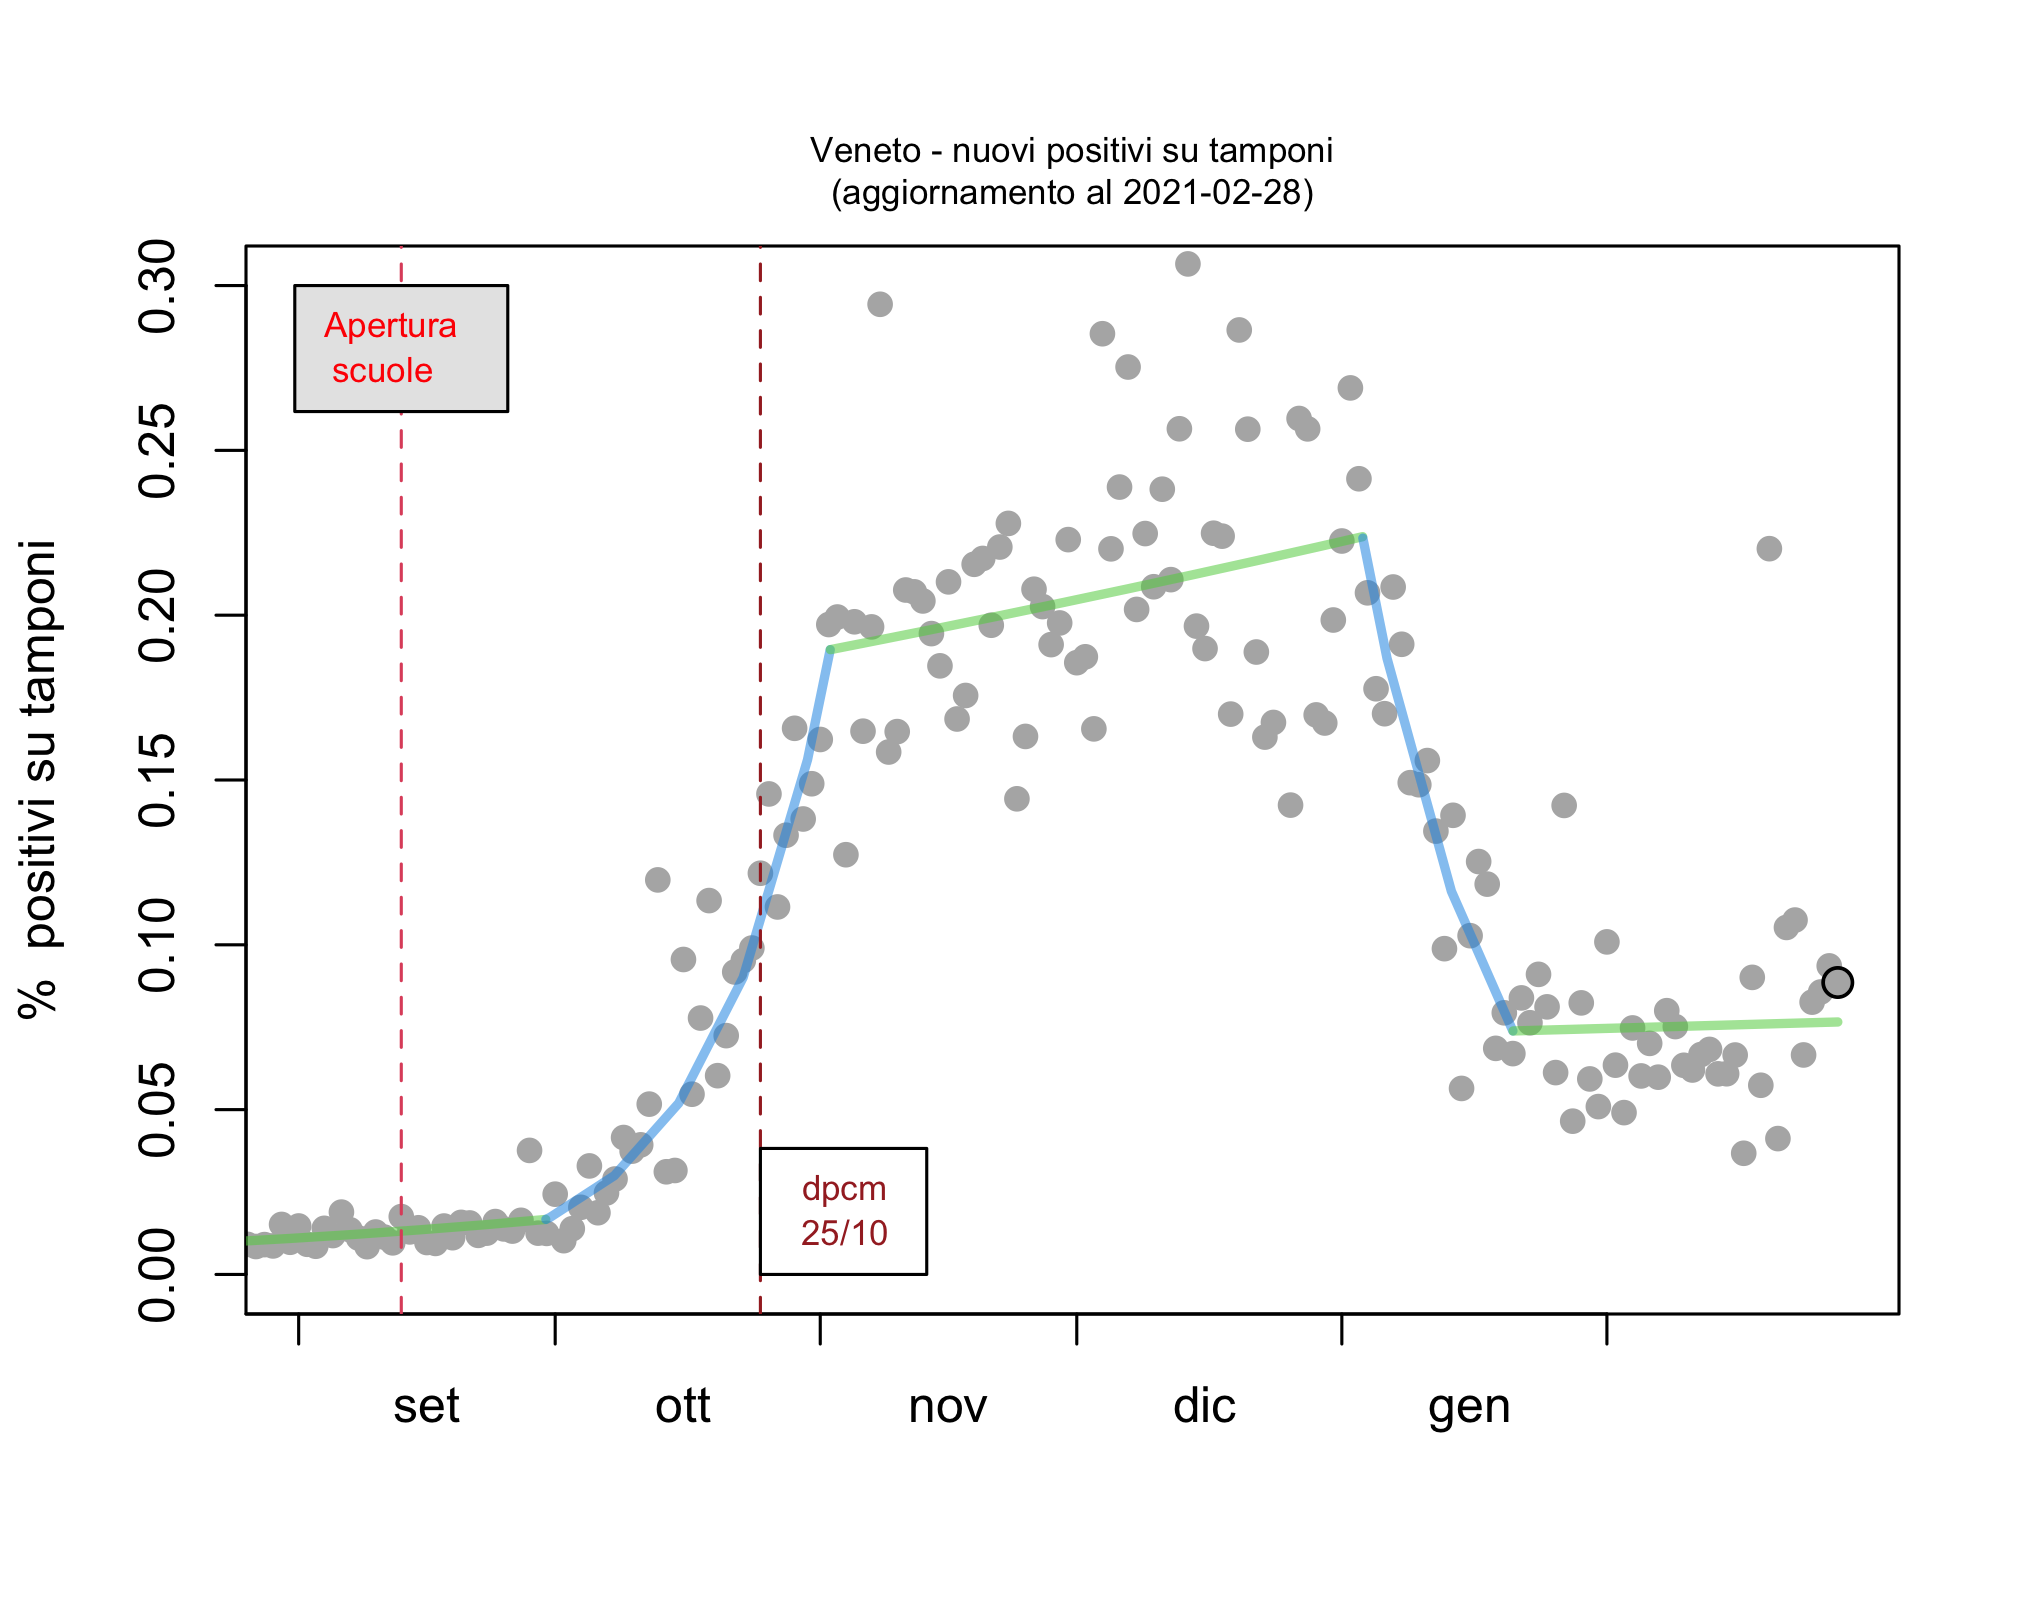 Veneto - nuovi positivi su tamponi
(aggiornamento al 2021-02-28)
% positivi su tamponi
0.30
0.25
0.20
0.15
0.10
0.05
0.00
Apertura
scuole
dpcm
25/10
set ott nov dic gen